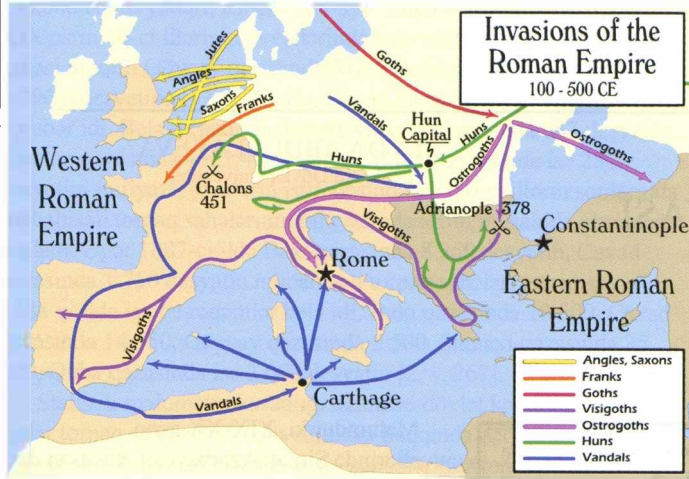 Invasions of the
Roman Empire
100 - 500 CE
Jutes
Angles
Saxons
Franks
Goths
Vandals
Hun
Capital
Huns
Huns
Ostrogoths
Ostrogoths
Chalons
451
Western
Roman
Empire
Adrianople 378
Visigoths
Constantinople
Rome
Eastern Roman
Empire
Visigoths
Vandals
Carthage
Angles, Saxons
Franks
Goths
Visigoths
Ostrogoths
Huns
Vandals